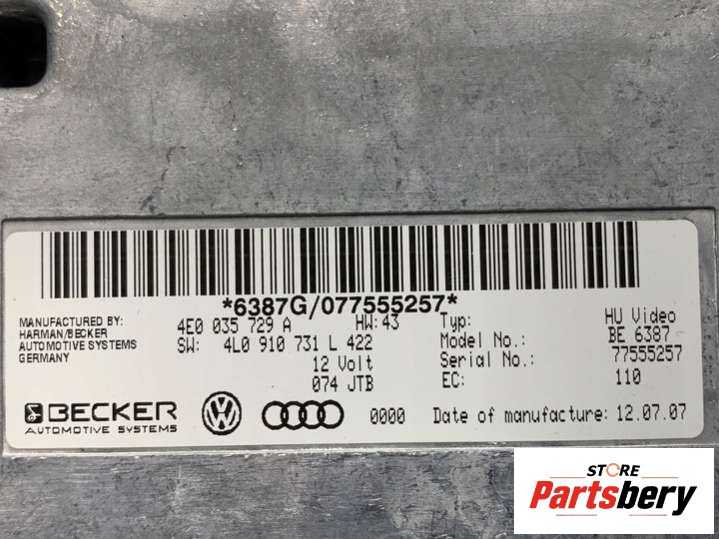 *6387G/077555257*
MANUFACTURED BY:
HARMAN/BECKER
AUTOMOTIVE SYSTEMS
GERMANY
4E0 035 729 A HW:43
SW: 4L0 910 731 L 422
12 Volt
074 JTB
Typ: HU Video
Model No.: BE 6387
Serial No.: 77555257
EC: 110
BECKER
AUTOMOTIVE SYSTEMS
0000 Date of manufacture: 12.07.07
STORE
Partsbery